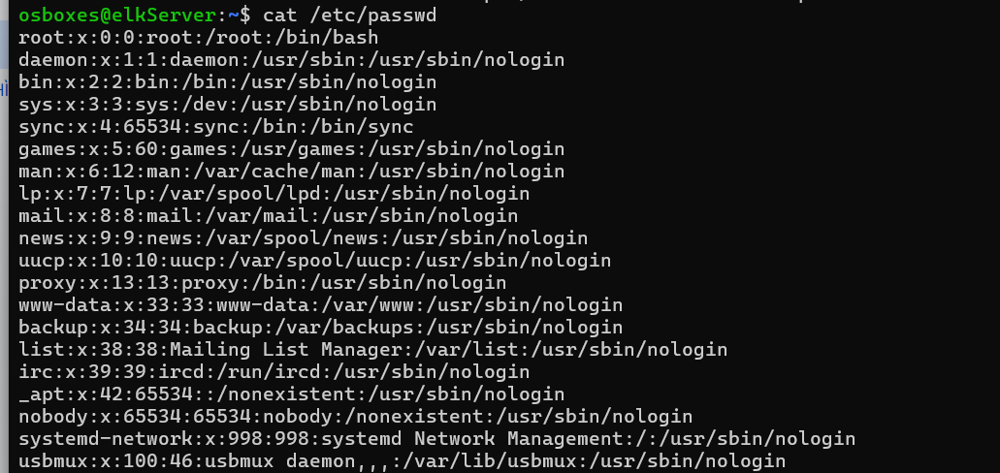 osboxes@elkServer:~$ cat /etc/passwd
root:x:0:0:root:/root:/bin/bash
daemon:x:1:1:daemon:/usr/sbin:/usr/sbin/nologin
bin:x:2:2:bin:/bin:/usr/sbin/nologin
sys:x:3:3:sys:/dev:/usr/sbin/nologin
sync:x:4:65534:sync:/bin:/bin/sync
games:x:5:60:games:/usr/games:/usr/sbin/nologin
man:x:6:12:man:/var/cache/man:/usr/sbin/nologin
lp:x:7:7:lp:/var/spool/lpd:/usr/sbin/nologin
mail:x:8:8:mail:/var/mail:/usr/sbin/nologin
news:x:9:9:news:/var/spool/news:/usr/sbin/nologin
uucp:x:10:10:uucp:/var/spool/uucp:/usr/sbin/nologin
proxy:x:13:13:proxy:/bin:/usr/sbin/nologin
www-data:x:33:33:www-data:/var/www:/usr/sbin/nologin
backup:x:34:34:backup:/var/backups:/usr/sbin/nologin
list:x:38:38:Mailing List Manager:/var/list:/usr/sbin/nologin
irc:x:39:39:ircd:/run/ircd:/usr/sbin/nologin
_apt:x:42:65534::/nonexistent:/usr/sbin/nologin
nobody:x:65534:65534:nobody:/nonexistent:/usr/sbin/nologin
systemd-network:x:998:998:systemd Network Management:/:/usr/sbin/nologin
usbmux:x:100:46:usbmux daemon,,,:/var/lib/usbmux:/usr/sbin/nologin